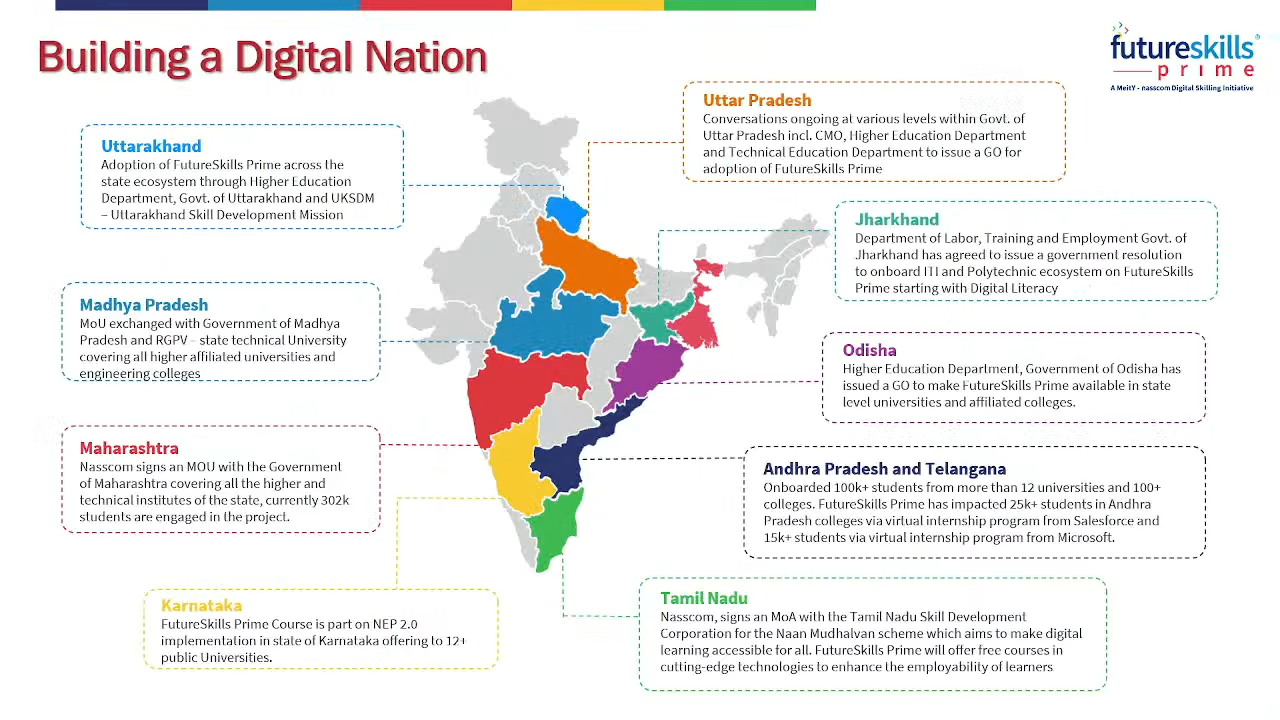 Building a Digital Nation
futureskills
prime
A MeitY - nasscom Digital Skilling Initiative
Uttarakhand
Adoption of FutureSkills Prime across the
state ecosystem through Higher Education
Department, Govt. of Uttarakhand and UKSDM
– Uttarakhand Skill Development Mission
Uttar Pradesh
Conversations ongoing at various levels within Govt. of
Uttar Pradesh incl. CMO, Higher Education Department
and Technical Education Department to issue a GO for
adoption of FutureSkills Prime
Jharkhand
Department of Labor, Training and Employment Govt. of
Jharkhand has agreed to issue a government resolution
to onboard ITI and Polytechnic ecosystem on FutureSkills
Prime starting with Digital Literacy
Madhya Pradesh
MoU exchanged with Government of Madhya
Pradesh and RGPV – state technical University
covering all higher affiliated universities and
engineering colleges
Odisha
Higher Education Department, Government of Odisha has
issued a GO to make FutureSkills Prime available in state
level universities and affiliated colleges.
Maharashtra
Nasscom signs an MOU with the Government
of Maharashtra covering all the higher and
technical institutes of the state, currently 302k
students are engaged in the project.
Andhra Pradesh and Telangana
Onboarded 100k+ students from more than 12 universities and 100+
colleges. FutureSkills Prime has impacted 25k+ students in Andhra
Pradesh colleges via virtual internship program from Salesforce and
15k+ students via virtual internship program from Microsoft.
Karnataka
FutureSkills Prime Course is part on NEP 2.0
implementation in state of Karnataka offering to 12+
public Universities.
Tamil Nadu
Nasscom, signs an MoA with the Tamil Nadu Skill Development
Corporation for the Naan Mudhalvan scheme which aims to make digital
learning accessible for all. FutureSkills Prime will offer free courses in
cutting-edge technologies to enhance the employability of learners